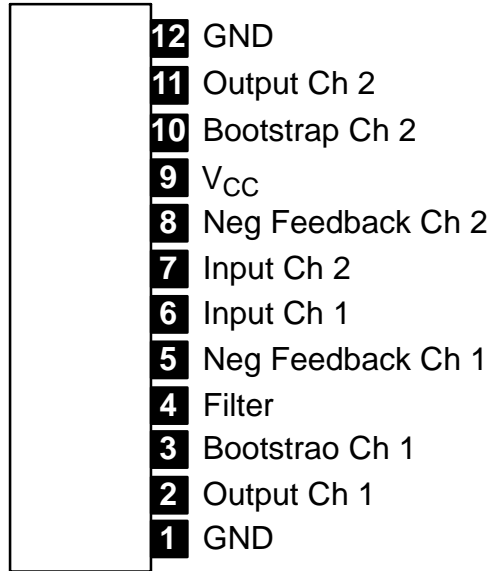 12 GND
11 Output Ch 2
10 Bootstrap Ch 2
9 VCC
8 Neg Feedback Ch 2
7 Input Ch 2
6 Input Ch 1
5 Neg Feedback Ch 1
4 Filter
3 Bootstrao Ch 1
2 Output Ch 1
1 GND